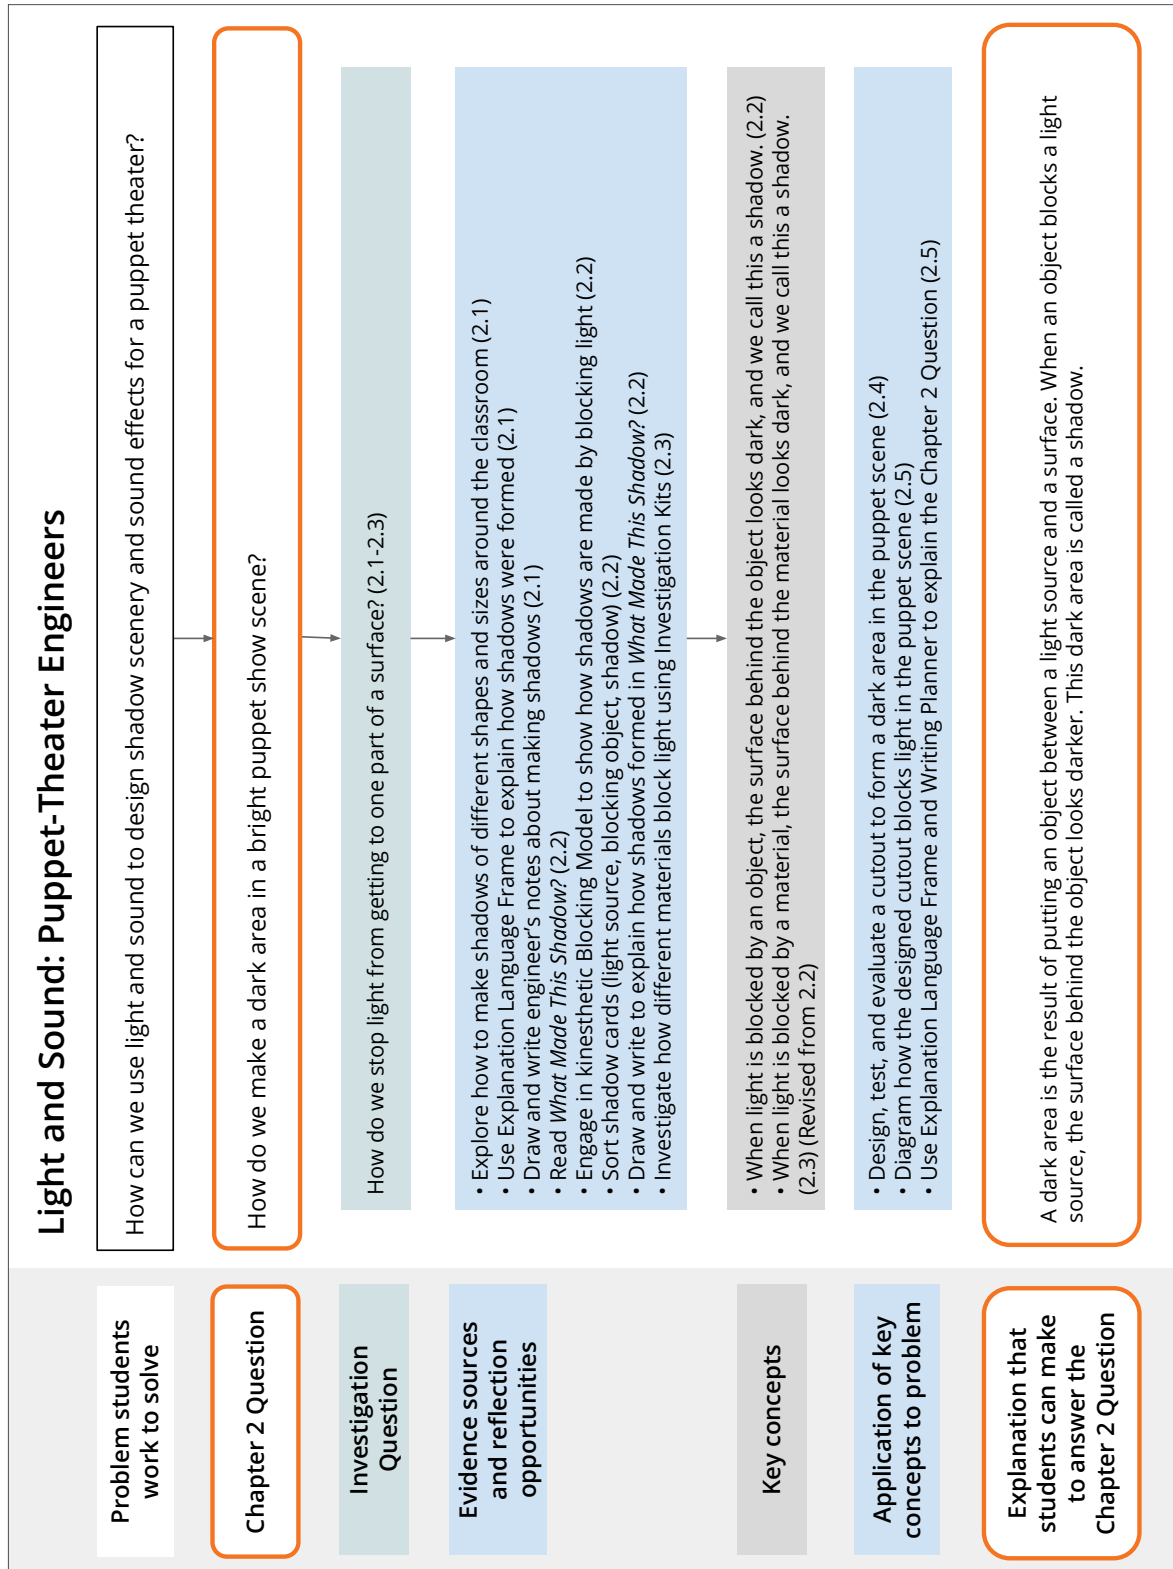 Light and Sound: Puppet-Theater Engineers
Problem students
work to solve
How can we use light and sound to design shadow scenery and sound effects for a puppet theater?
Chapter 2 Question
How do we make a dark area in a bright puppet show scene?
Investigation
Question
How do we stop light from getting to one part of a surface? (2.1-2.3)
Evidence sources
and reflection
opportunities
• Explore how to make shadows of different shapes and sizes around the classroom (2.1)
• Use Explanation Language Frame to explain how shadows were formed (2.1)
• Draw and write engineer's notes about making shadows (2.1)
• Read What Made This Shadow? (2.2)
• Engage in kinesthetic Blocking Model to show how shadows are made by blocking light (2.2)
• Sort shadow cards (light source, blocking object, shadow) (2.2)
• Draw and write to explain how shadows formed in What Made This Shadow? (2.2)
• Investigate how different materials block light using Investigation Kits (2.3)
Key concepts
• When light is blocked by an object, the surface behind the object looks dark, and we call this a shadow. (2.2)
• When light is blocked by a material, the surface behind the material looks dark, and we call this a shadow.
(2.3) (Revised from 2.2)
Application of key
concepts to problem
• Design, test, and evaluate a cutout to form a dark area in the puppet scene (2.4)
• Diagram how the designed cutout blocks light in the puppet scene (2.5)
• Use Explanation Language Frame and Writing Planner to explain the Chapter 2 Question (2.5)
Explanation that
students can make
to answer the
Chapter 2 Question
A dark area is the result of putting an object between a light source and a surface. When an object blocks a light
source, the surface behind the object looks darker. This dark area is called a shadow.